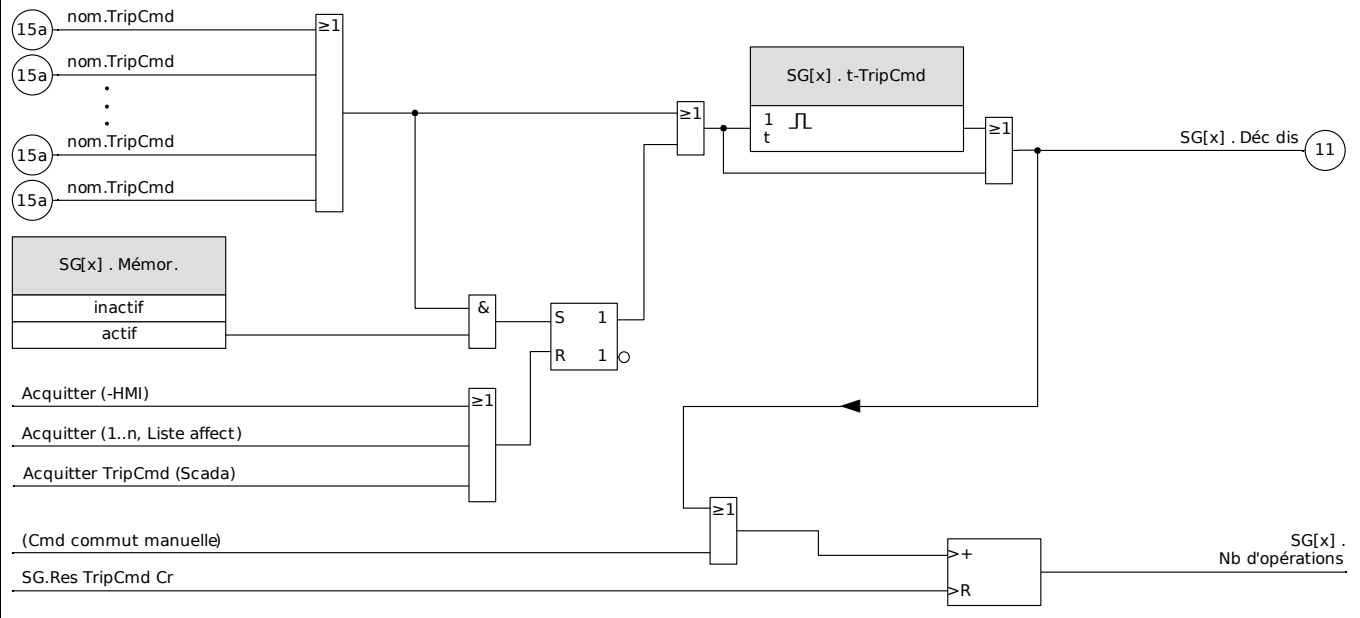 15a
nom.TripCmd
≥1
15a
nom.TripCmd
15a
nom.TripCmd
15a
nom.TripCmd
≥1
SG[x] . t-TripCmd
1
t
≥1
SG[x] . Déc dis
11
SG[x] . Mémor.
inactif
actif
&
S 1
R 1
Acquitter (-HMI)
≥1
Acquitter (1..n, Liste affect)
Acquitter TripCmd (Scada)
≥1
(Cmd commut manuelle)
SG.Res TripCmd Cr
>+
>R
SG[x] .
Nb d'opérations